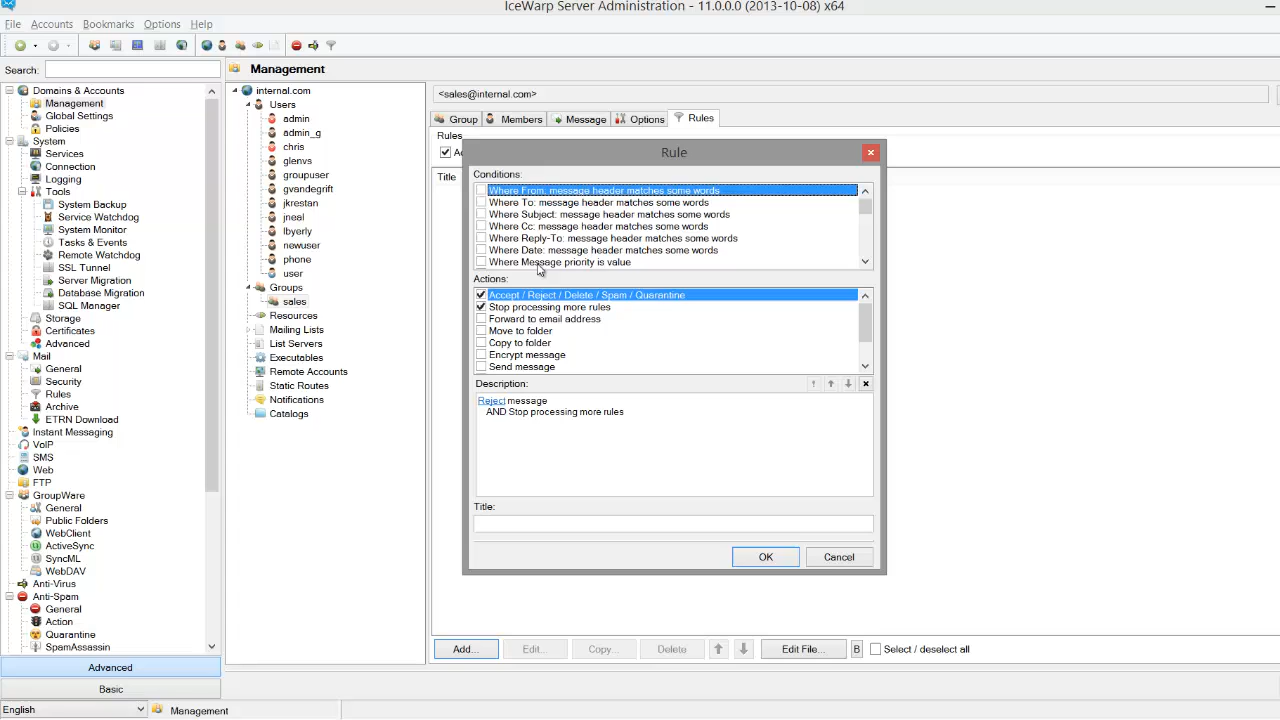 IceWarp Server Administration - 11.0.0.0 (2013-10-08) x64
File Accounts Bookmarks Options Help
Search:
Management
Domains & Accounts
Management
Global Settings
Policies
System
Services
Connection
Logging
Tools
System Backup
Service Watchdog
System Monitor
Tasks & Events
Remote Watchdog
SSL Tunnel
Server Migration
Database Migration
SQL Manager
Storage
Certificates
Advanced
Mail
General
Security
Rules
Archive
ETRN Download
Instant Messaging
VoIP
SMS
Web
FTP
GroupWare
General
Public Folders
WebClient
ActiveSync
SyncML
WebDAV
Anti-Virus
Anti-Spam
General
Action
Quarantine
SpamAssassin
Advanced
Basic
English
Management
internal.com
Users
admin
admin_g
chris
glenvs
groupuser
gvandegrift
jkrestan
jneal
lbyerly
newuser
phone
user
Groups
sales
Resources
Mailing Lists
List Servers
Executables
Remote Accounts
Static Routes
Notifications
Catalogs
<sales@internal.com>
Group Members Message Options Rules
Rules
Title
Rule
Conditions:
Where From: message header matches some words
Where To: message header matches some words
Where Subject: message header matches some words
Where Cc: message header matches some words
Where Reply-To: message header matches some words
Where Date: message header matches some words
Where Message priority is value
Actions:
Accept / Reject / Delete / Spam / Quarantine
Stop processing more rules
Forward to email address
Move to folder
Copy to folder
Encrypt message
Send message
Description:
Reject message
AND Stop processing more rules
Title:
OK Cancel
Add... Edit... Copy... Delete Edit File... B Select / deselect all